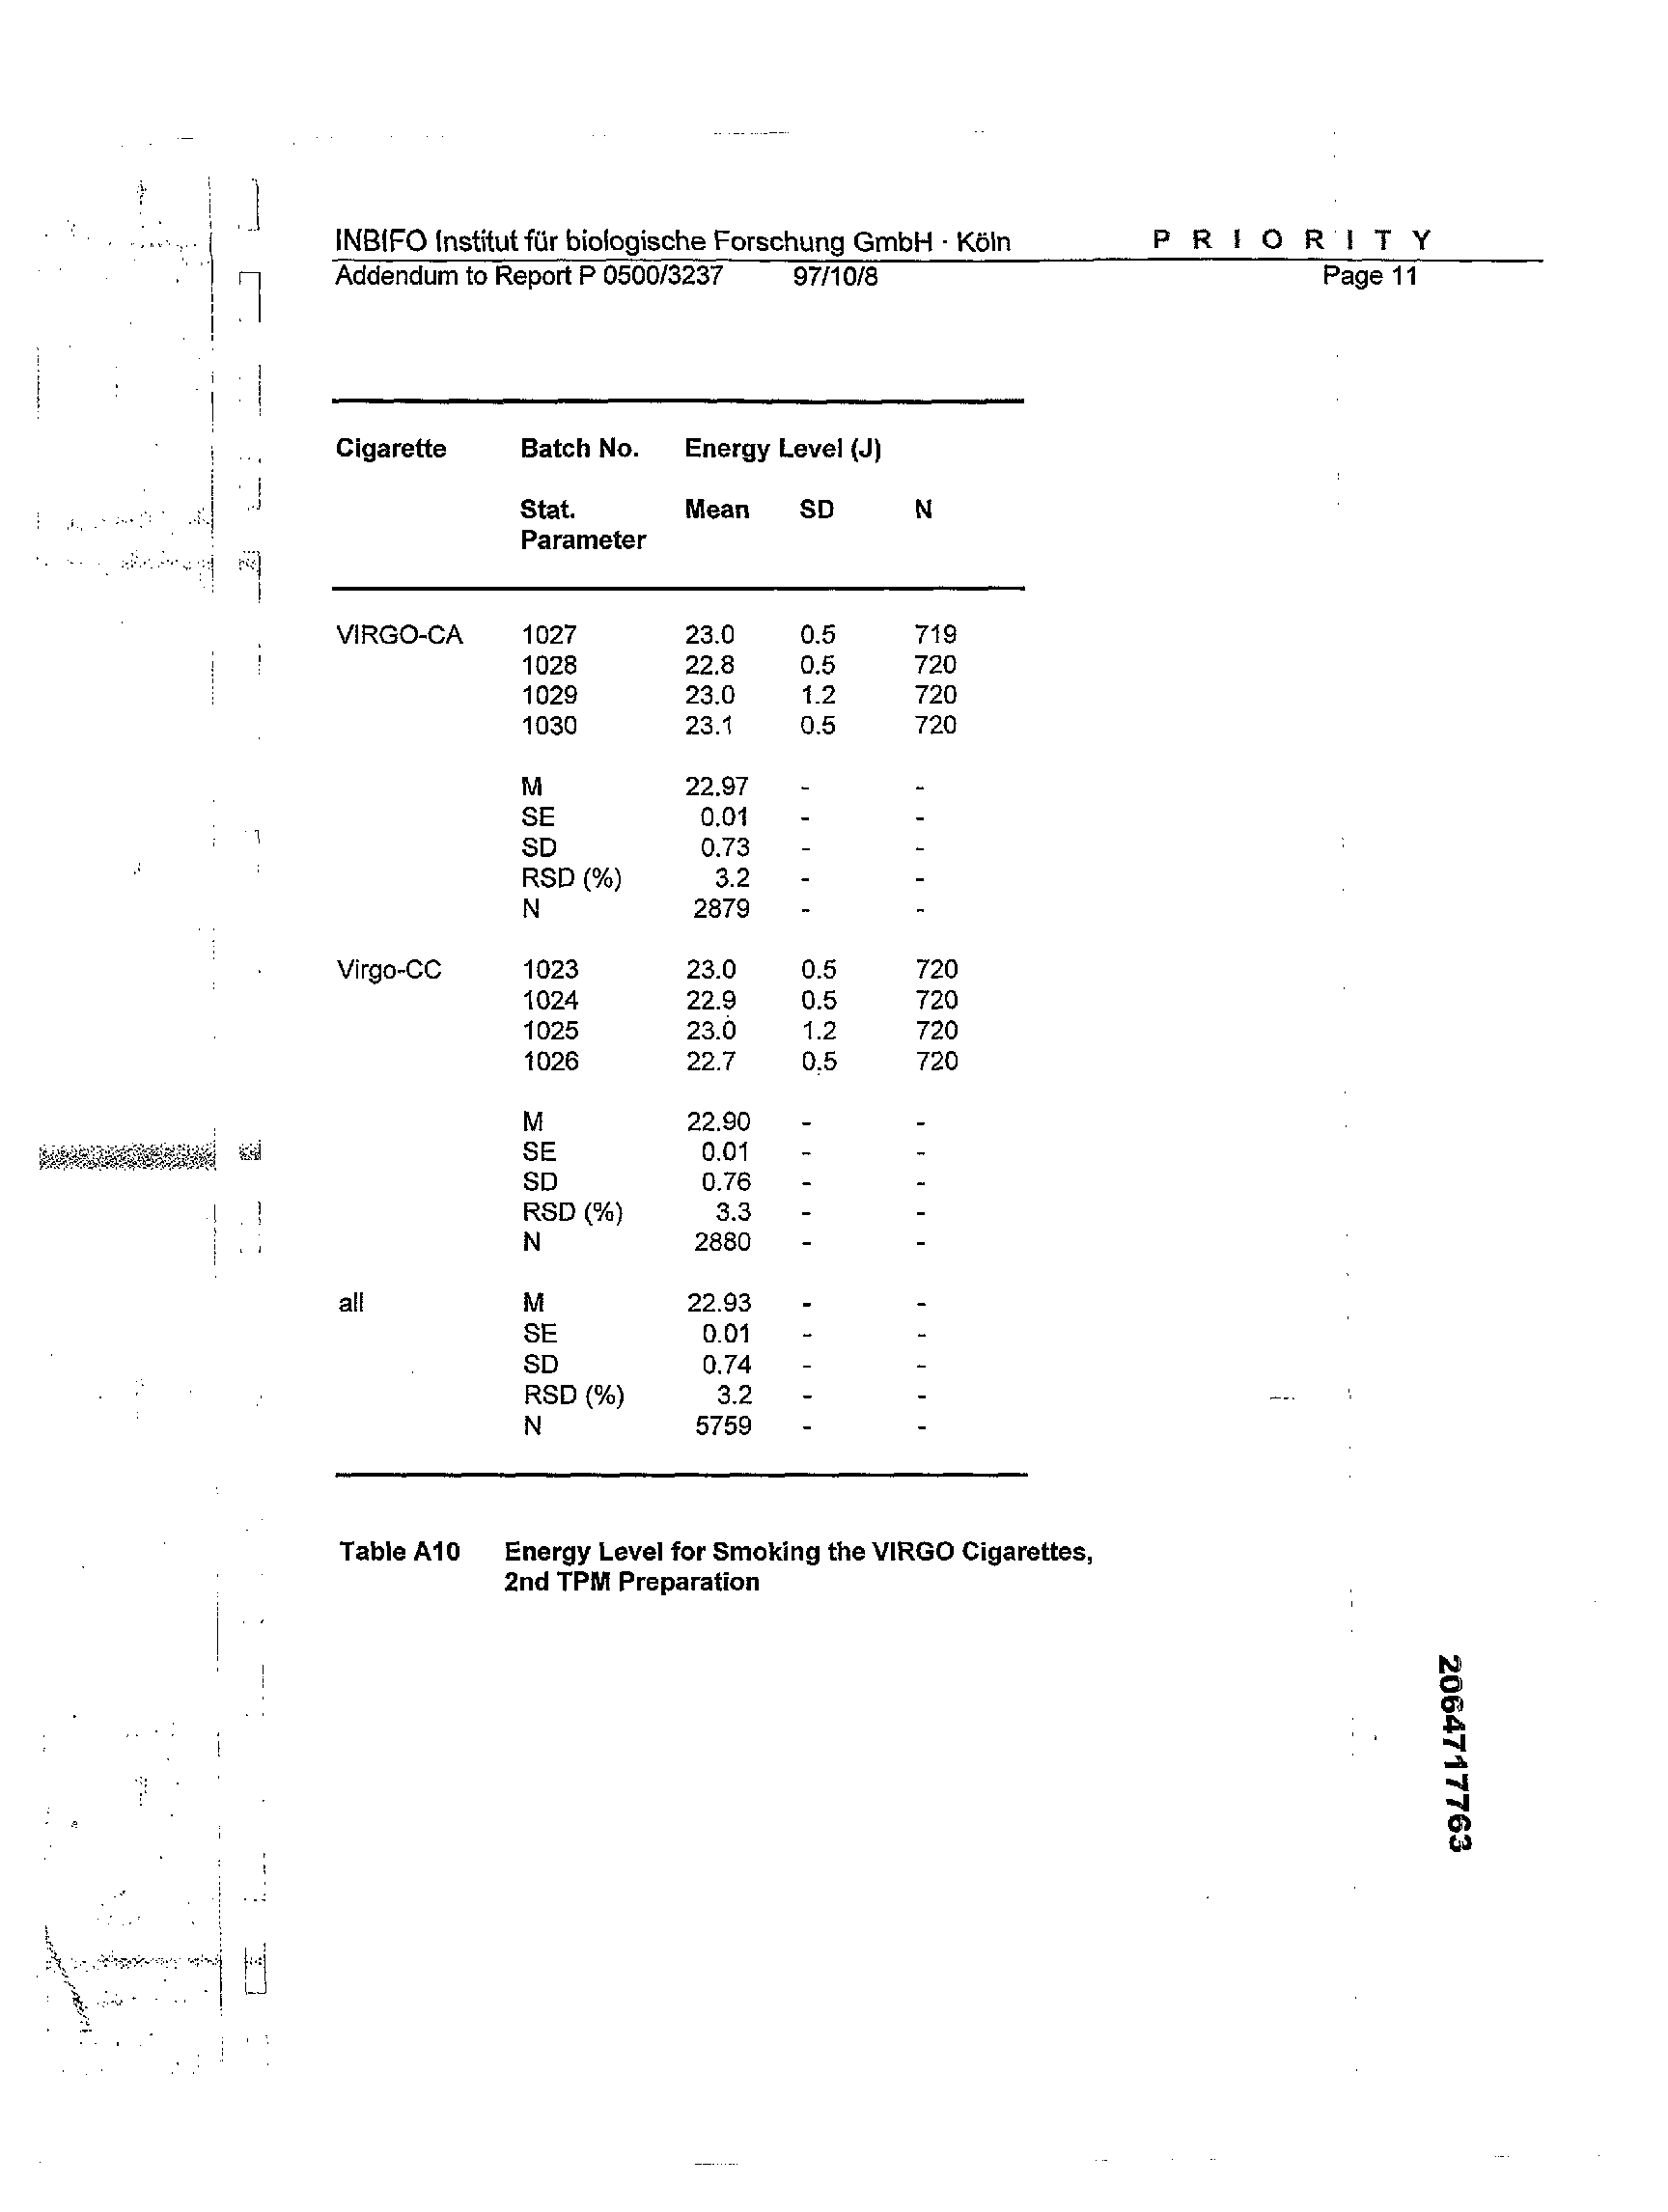 INBIFO Institut für biologische Forschung GmbH · Köln P R I O R I T Y
Addendum to Report P 0500/3237 97/10/8 Page 11
Cigarette Batch No. Energy Level (J)
Stat. Mean SD N
Parameter
VIRGO-CA 1027 23.0 0.5 719
1028 22.8 0.5 720
1029 23.0 1.2 720
1030 23.1 0.5 720
M 22.97 - -
SE 0.01 - -
SD 0.73 - -
RSD (%) 3.2 - -
N 2879 - -
Virgo-CC 1023 23.0 0.5 720
1024 22.9 0.5 720
1025 23.0 1.2 720
1026 22.7 0.5 720
M 22.90 - -
SE 0.01 - -
SD 0.76 - -
RSD (%) 3.3 - -
N 2880 - -
all M 22.93 - -
SE 0.01 - -
SD 0.74 - -
RSD (%) 3.2 - -
N 5759 - -
Table A10 Energy Level for Smoking the VIRGO Cigarettes,
2nd TPM Preparation
2064717763